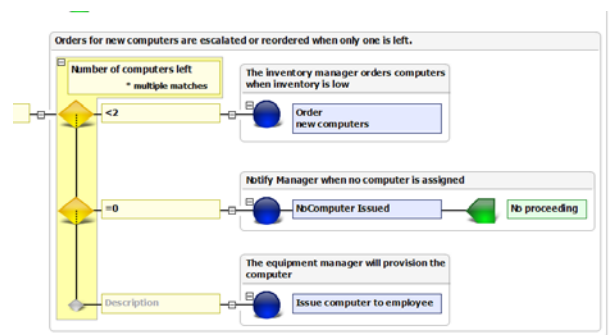 Orders for new computers are escalated or reordered when only one is left.
Number of computers left
* multiple matches
The inventory manager orders computers
when inventory is low
<2
Order
new computers
Notify Manager when no computer is assigned
=0
NoComputer Issued
No proceeding
The equipment manager will provision the
computer
Description
Issue computer to employee